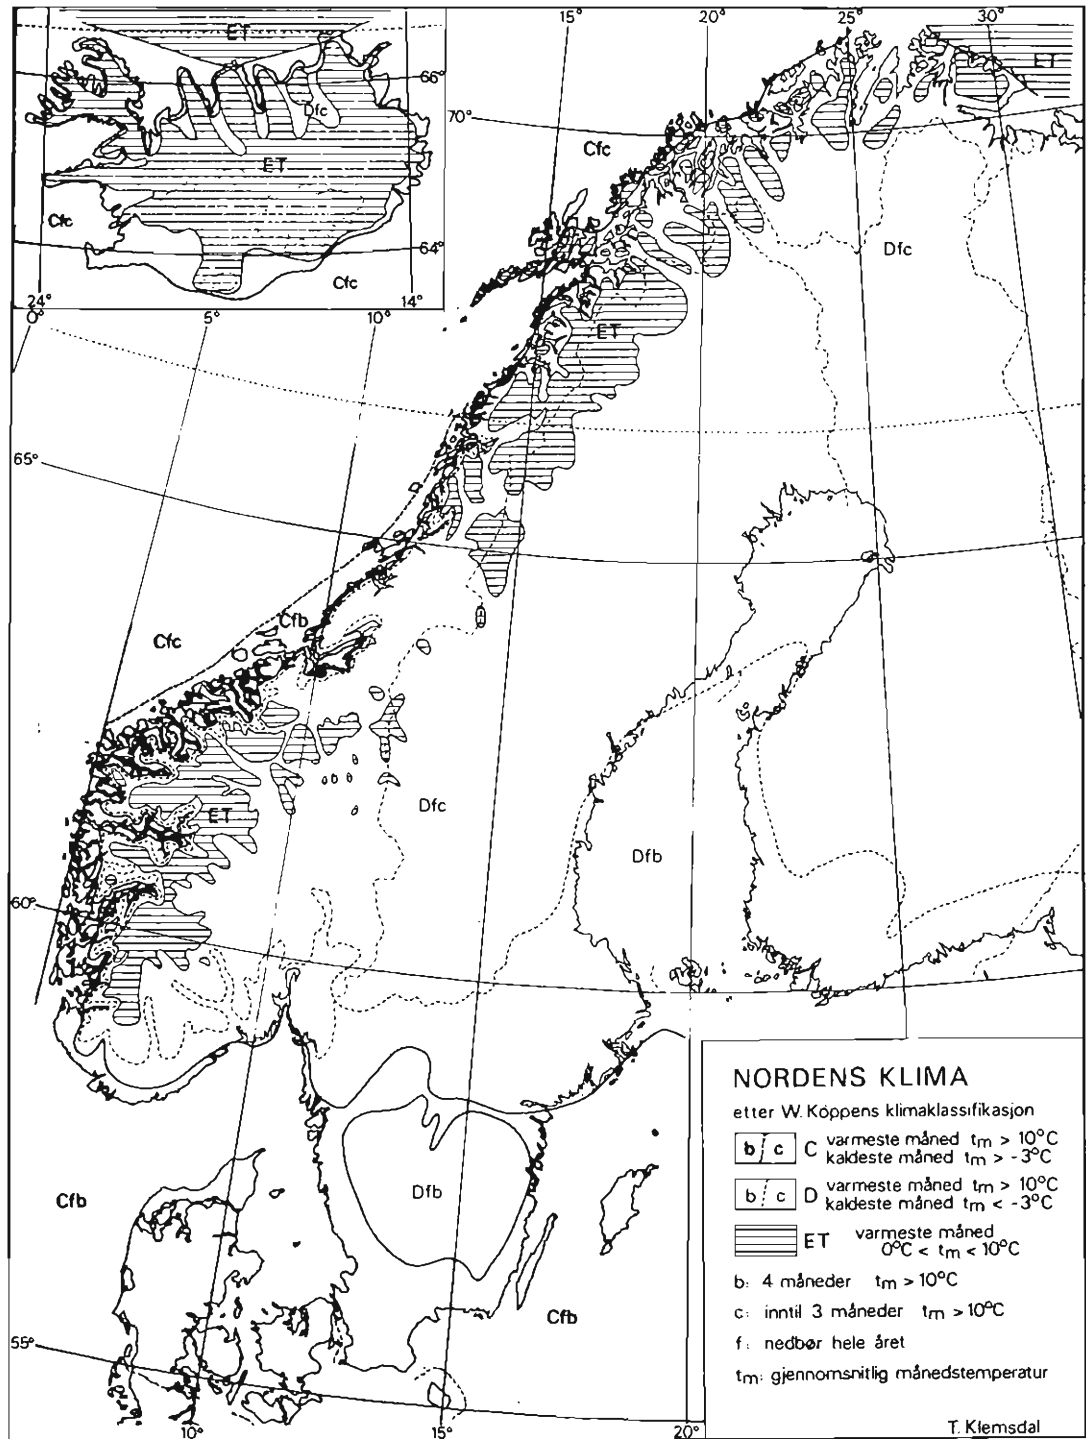 15°
20°
25°
30°
ET
66°
Dfc
ET
Cfc
64°
Cfc
24°
14°
0°
5°
10°
70°
Cfc
ET
Dfc
ET
65°
Cfb
Cfc
Dfc
ET
Dfb
60°
Dfb
Cfb
Cfb
55°
10°
15°
20°
NORDENS KLIMA
etter W. Köppens klimaklassifikasjon
b / c C varmeste måned tm > 10°C
kaldeste måned tm > -3°C
b / c D varmeste måned tm > 10°C
kaldeste måned tm < -3°C
ET varmeste måned
0°C < tm < 10°C
b: 4 måneder tm > 10°C
c: inntil 3 måneder tm > 10°C
f: nedbør hele året
tm: gjennomsnitlig månedstemperatur
T. Klemsdal